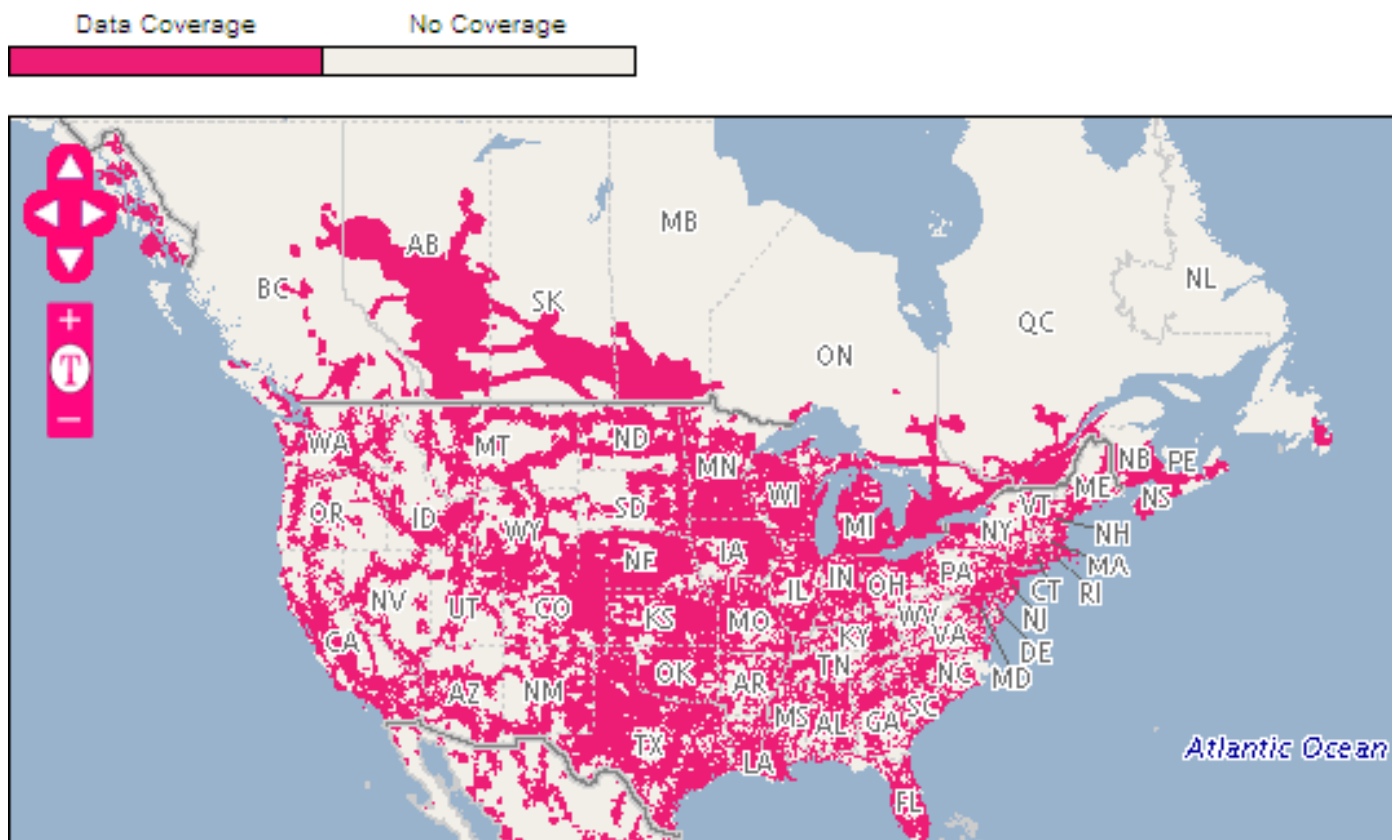 Data Coverage No Coverage
+
T
−
AB
MB
BC
SK
NL
QC
ON
WA
MT
ND
MN
NB
PE
OR
ID
WY
SD
WI
MI
NY
VT
ME
NS
NH
NE
IA
IL
IN
OH
PA
MA
CT
RI
NV
UT
CO
KS
MO
KY
WV
VA
NJ
DE
MD
CA
AZ
NM
OK
AR
TN
NC
SC
MS
AL
GA
TX
LA
FL
Atlantic Ocean